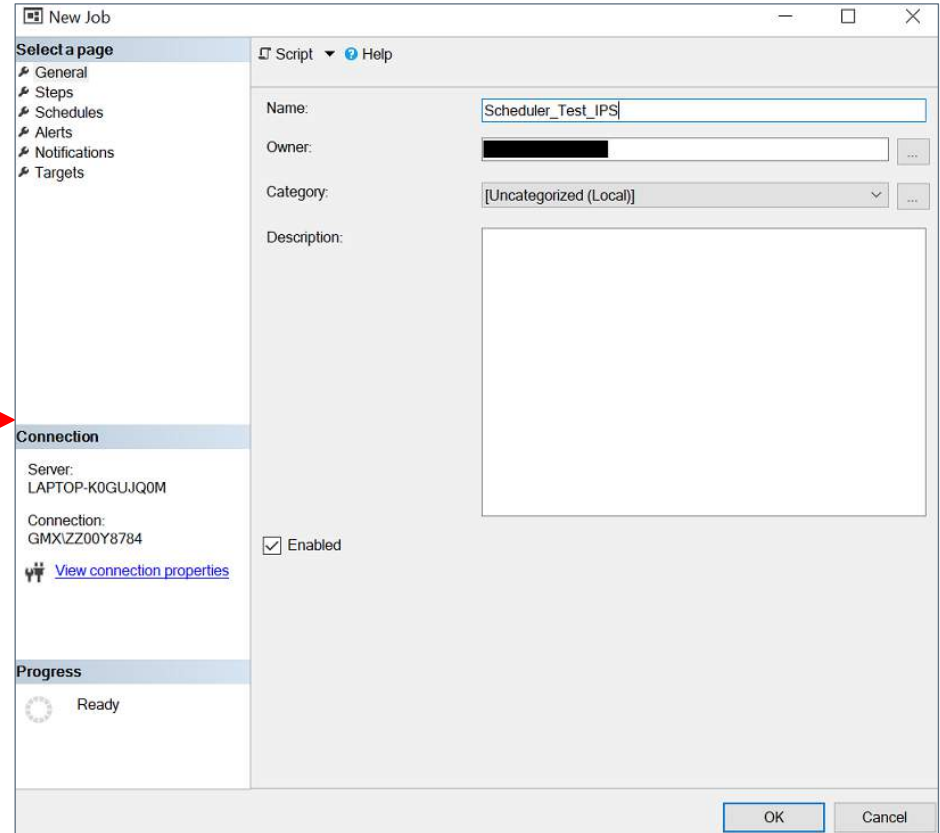 New Job
Select a page
General
Steps
Schedules
Alerts
Notifications
Targets
Script
Help
Name:
Scheduler_Test_IPS
Owner:
...
Category:
[Uncategorized (Local)]
...
Description:
Enabled
Connection
Server:
LAPTOP-K0GUJQ0M
Connection:
GMX\ZZ00Y8784
View connection properties
Progress
Ready
OK
Cancel